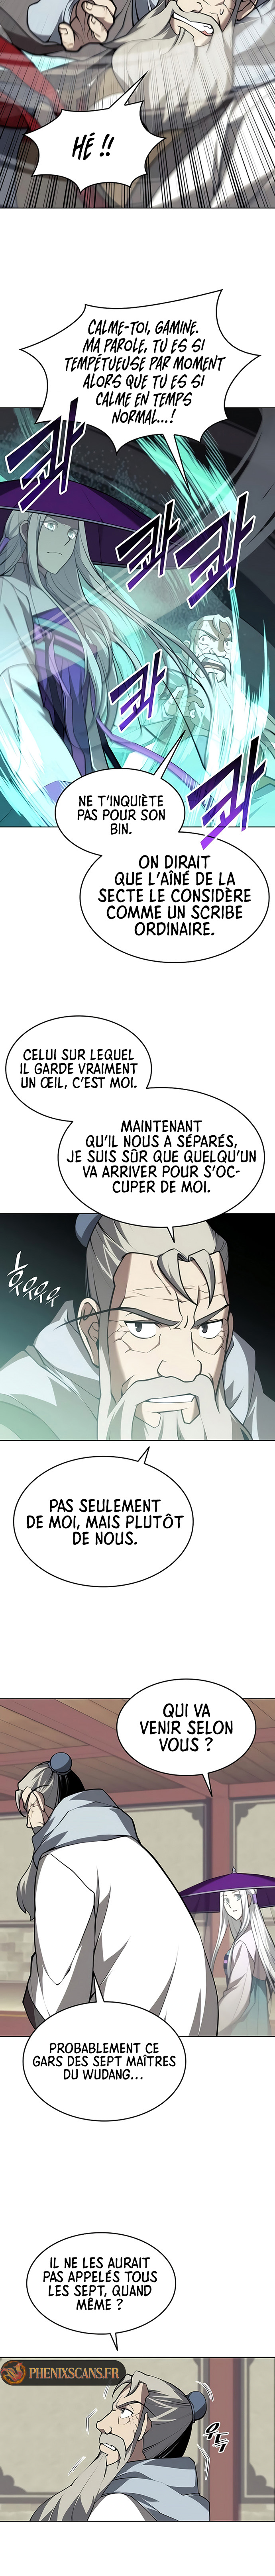 HÉ !!
CALME-TOI, GAMINE.
MA PAROLE, TU ES SI
TEMPÉTUEUSE PAR MOMENT
ALORS QUE TU ES SI
CALME EN TEMPS
NORMAL...!
콰
콰
콰
콰
콰
NE T'INQUIÈTE
PAS POUR SON
BIN.
ON DIRAIT
QUE L'AÎNÉ DE LA
SECTE LE CONSIDÈRE
COMME UN SCRIBE
ORDINAIRE.
CELUI SUR LEQUEL
IL GARDE VRAIMENT
UN ŒIL, C'EST MOI.
MAINTENANT
QU'IL NOUS A SÉPARÉS,
JE SUIS SÛR QUE QUELQU'UN
VA ARRIVER POUR S'OC-
CUPER DE MOI.
PAS SEULEMENT
DE MOI, MAIS PLUTÔT
DE NOUS.
QUI VA
VENIR SELON
VOUS ?
PROBABLEMENT CE
GARS DES SEPT MAÎTRES
DU WUDANG...
IL NE LES AURAIT
PAS APPELÉS TOUS
LES SEPT, QUAND
MÊME ?
PHENIXSCANS.FR